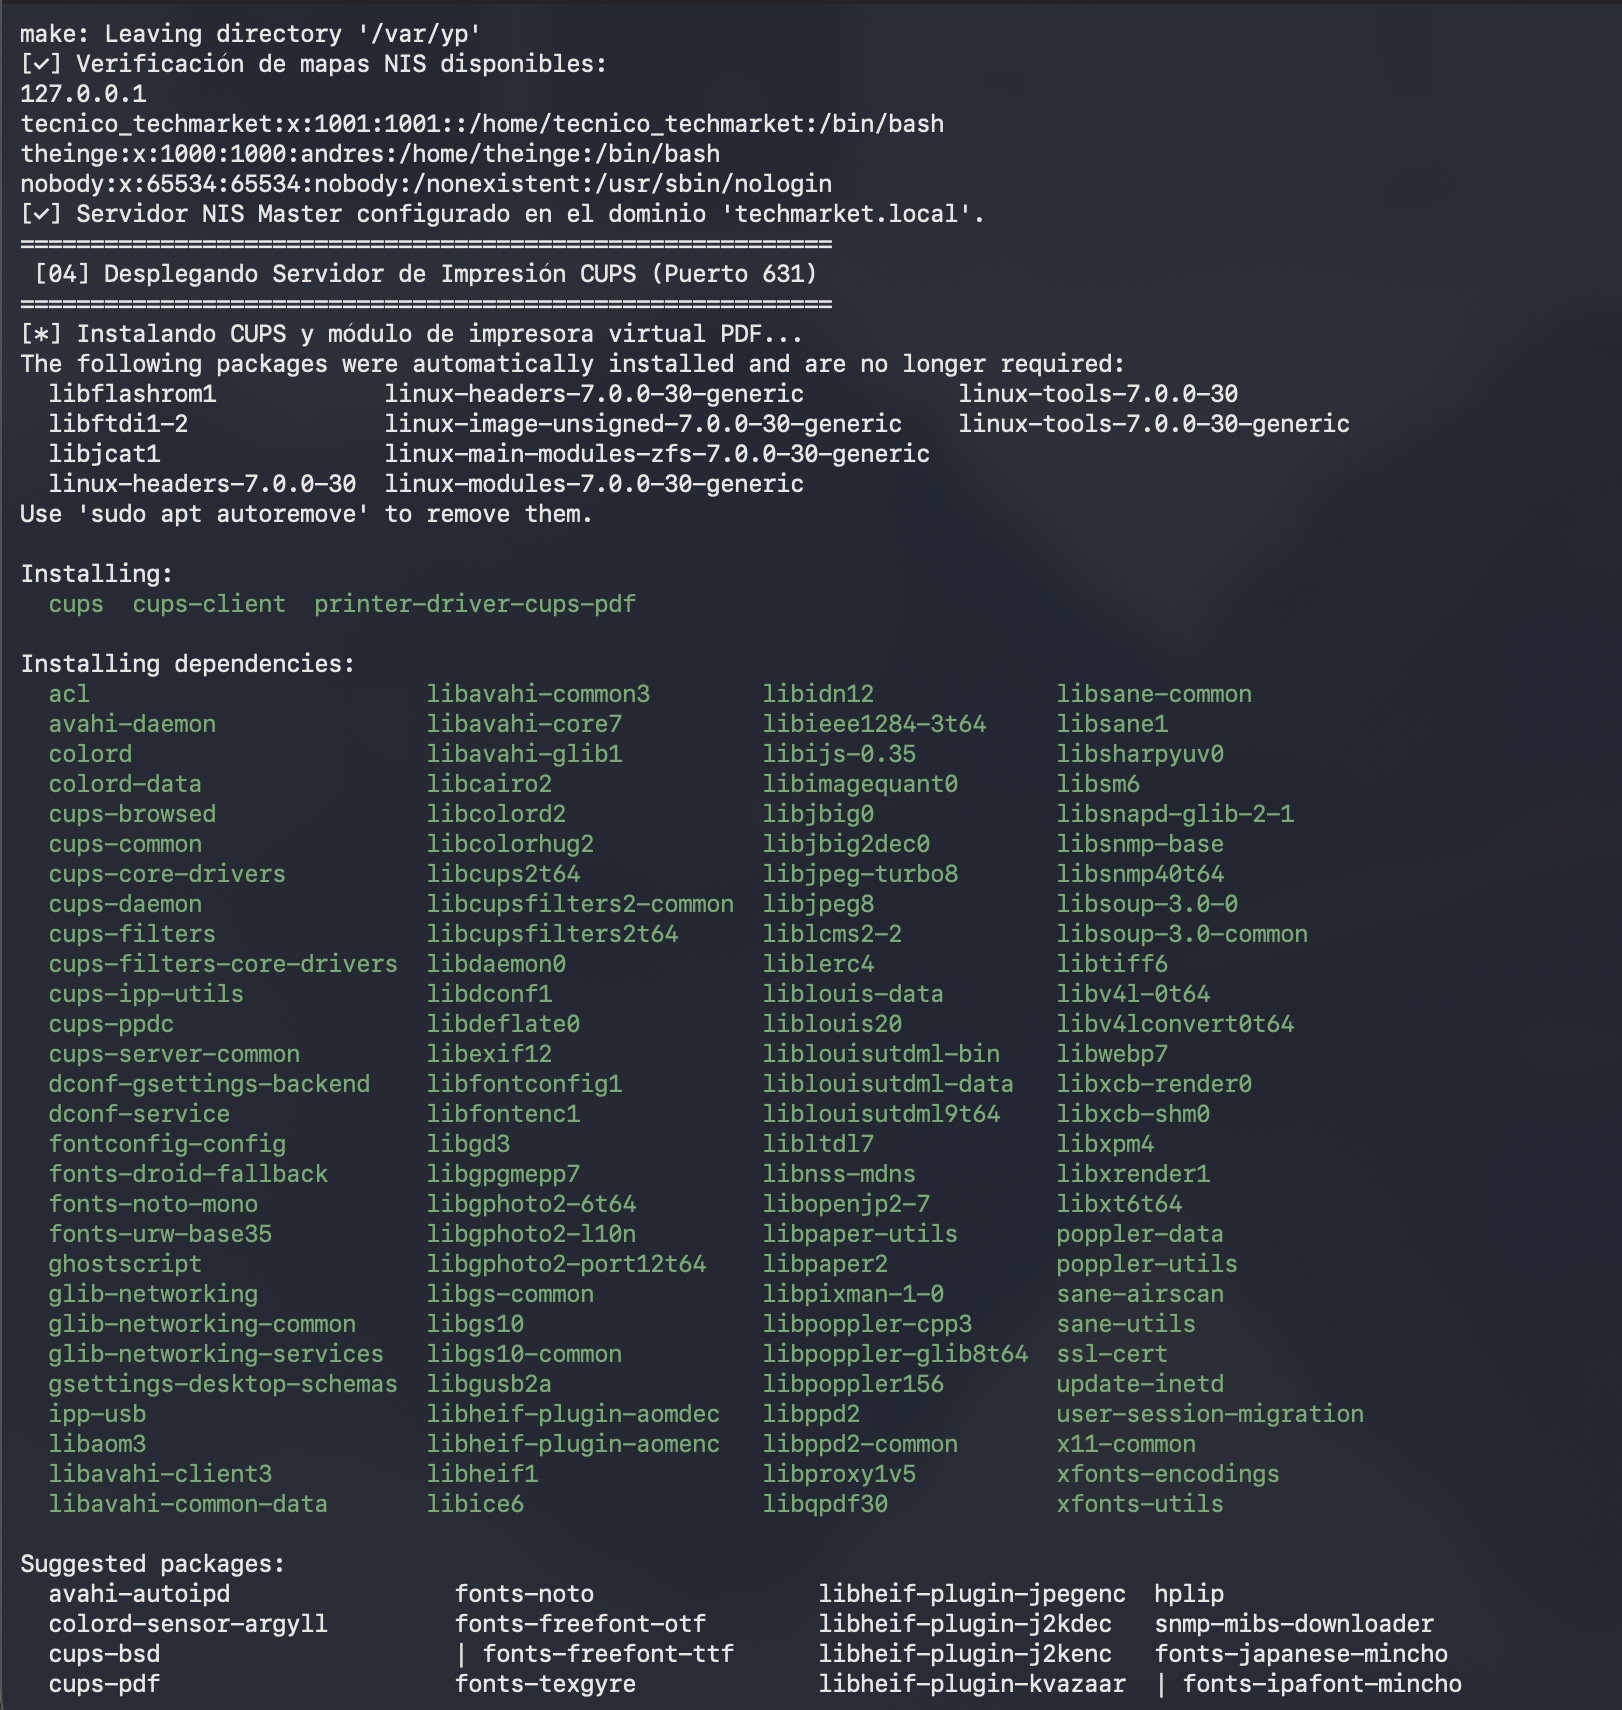 make: Leaving directory '/var/yp'
[✓] Verificación de mapas NIS disponibles:
127.0.0.1
tecnico_techmarket:x:1001:1001::/home/tecnico_techmarket:/bin/bash
theinge:x:1000:1000:andres:/home/theinge:/bin/bash
nobody:x:65534:65534:nobody:/nonexistent:/usr/sbin/nologin
[✓] Servidor NIS Master configurado en el dominio 'techmarket.local'.
==========================================================
 [04] Desplegando Servidor de Impresión CUPS (Puerto 631)
==========================================================
[*] Instalando CUPS y módulo de impresora virtual PDF...
The following packages were automatically installed and are no longer required:
  libflashrom1            linux-headers-7.0.0-30-generic           linux-tools-7.0.0-30
  libftdi1-2              linux-image-unsigned-7.0.0-30-generic    linux-tools-7.0.0-30-generic
  libjcat1                linux-main-modules-zfs-7.0.0-30-generic
  linux-headers-7.0.0-30  linux-modules-7.0.0-30-generic
Use 'sudo apt autoremove' to remove them.

Installing:
  cups  cups-client  printer-driver-cups-pdf

Installing dependencies:
  acl                        libavahi-common3        libidn12             libsane-common
  avahi-daemon               libavahi-core7          libieee1284-3t64     libsane1
  colord                     libavahi-glib1          libijs-0.35          libsharpyuv0
  colord-data                libcairo2               libimagequant0       libsm6
  cups-browsed               libcolord2              libjbig0             libsnapd-glib-2-1
  cups-common                libcolorhug2            libjbig2dec0         libsnmp-base
  cups-core-drivers          libcups2t64             libjpeg-turbo8       libsnmp40t64
  cups-daemon                libcupsfilters2-common  libjpeg8             libsoup-3.0-0
  cups-filters               libcupsfilters2t64      liblcms2-2           libsoup-3.0-common
  cups-filters-core-drivers  libdaemon0              liblerc4             libtiff6
  cups-ipp-utils             libdconf1               liblouis-data        libv4l-0t64
  cups-ppdc                  libdeflate0             liblouis20           libv4lconvert0t64
  cups-server-common         libexif12               liblouisutdml-bin    libwebp7
  dconf-gsettings-backend    libfontconfig1          liblouisutdml-data   libxcb-render0
  dconf-service              libfontenc1             liblouisutdml9t64    libxcb-shm0
  fontconfig-config          libgd3                  libltdl7             libxpm4
  fonts-droid-fallback       libgpgmepp7             libnss-mdns          libxrender1
  fonts-noto-mono            libgphoto2-6t64         libopenjp2-7         libxt6t64
  fonts-urw-base35           libgphoto2-l10n         libpaper-utils       poppler-data
  ghostscript                libgphoto2-port12t64    libpaper2            poppler-utils
  glib-networking            libgs-common            libpixman-1-0        sane-airscan
  glib-networking-common     libgs10                 libpoppler-cpp3      sane-utils
  glib-networking-services   libgs10-common          libpoppler-glib8t64  ssl-cert
  gsettings-desktop-schemas  libgusb2a               libpoppler156        update-inetd
  ipp-usb                    libheif-plugin-aomdec   libppd2              user-session-migration
  libaom3                    libheif-plugin-aomenc   libppd2-common       x11-common
  libavahi-client3           libheif1                libproxy1v5          xfonts-encodings
  libavahi-common-data       libice6                 libqpdf30            xfonts-utils

Suggested packages:
  avahi-autoipd                fonts-noto                libheif-plugin-jpegenc  hplip
  colord-sensor-argyll         fonts-freefont-otf        libheif-plugin-j2kdec   snmp-mibs-downloader
  cups-bsd                     | fonts-freefont-ttf      libheif-plugin-j2kenc   fonts-japanese-mincho
  cups-pdf                     fonts-texgyre             libheif-plugin-kvazaar  | fonts-ipafont-mincho